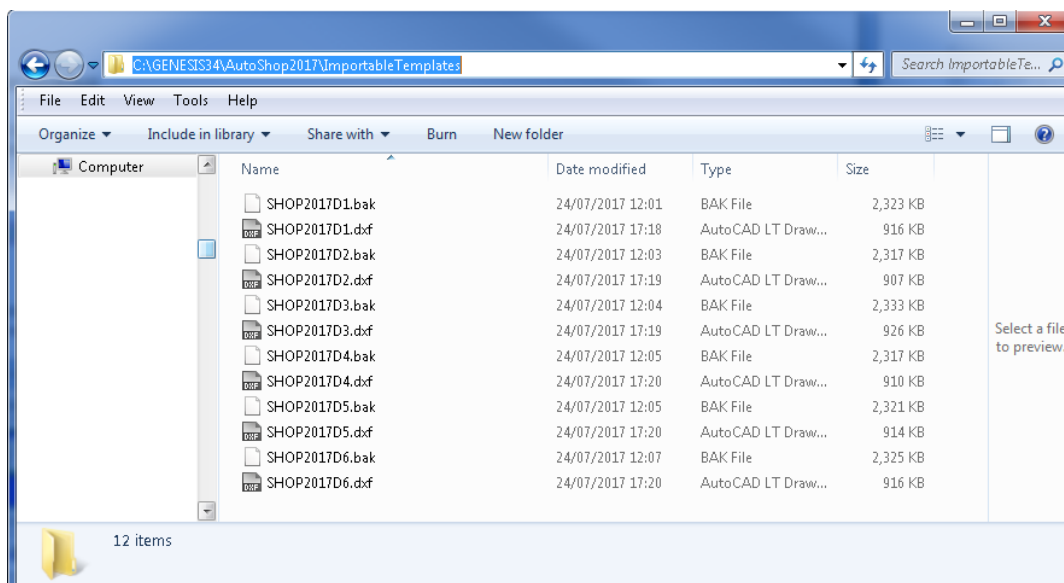 C:\GENESIS34\AutoShop2017\ImportableTemplates Search ImportableTe...
File Edit View Tools Help
Organize Include in library Share with Burn New folder
Computer Name Date modified Type Size
SHOP2017D1.bak 24/07/2017 12:01 BAK File 2,323 KB
DXF SHOP2017D1.dxf 24/07/2017 17:18 AutoCAD LT Draw... 916 KB
SHOP2017D2.bak 24/07/2017 12:03 BAK File 2,317 KB
DXF SHOP2017D2.dxf 24/07/2017 17:19 AutoCAD LT Draw... 907 KB
SHOP2017D3.bak 24/07/2017 12:04 BAK File 2,333 KB
DXF SHOP2017D3.dxf 24/07/2017 17:19 AutoCAD LT Draw... 926 KB
SHOP2017D4.bak 24/07/2017 12:05 BAK File 2,317 KB
DXF SHOP2017D4.dxf 24/07/2017 17:20 AutoCAD LT Draw... 910 KB
SHOP2017D5.bak 24/07/2017 12:05 BAK File 2,321 KB
DXF SHOP2017D5.dxf 24/07/2017 17:20 AutoCAD LT Draw... 914 KB
SHOP2017D6.bak 24/07/2017 12:07 BAK File 2,325 KB
DXF SHOP2017D6.dxf 24/07/2017 17:20 AutoCAD LT Draw... 916 KB
Select a file
to preview.
12 items